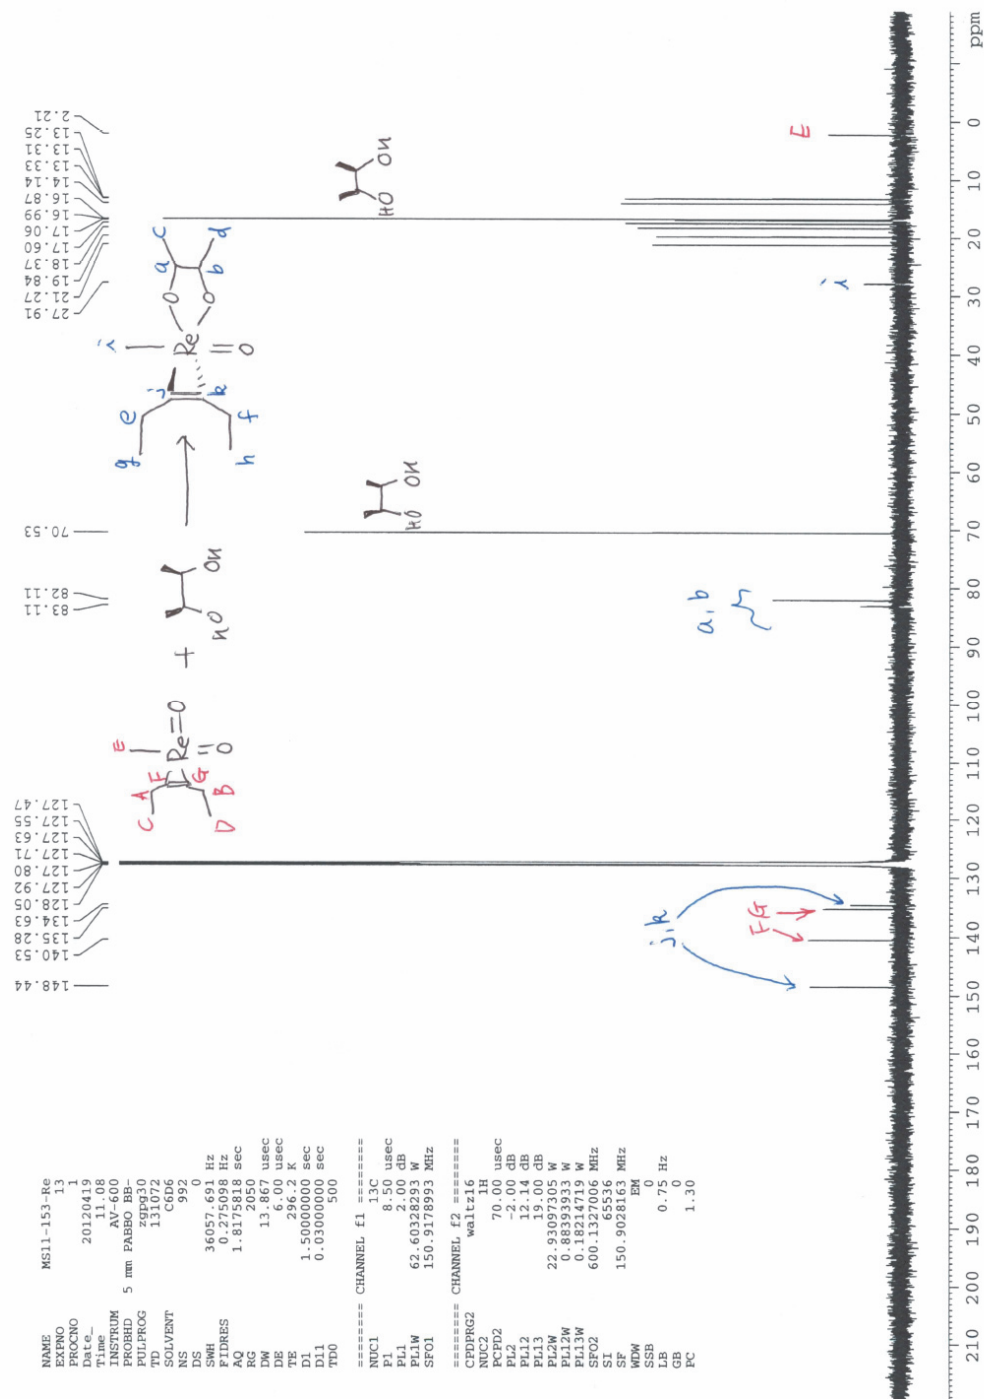 NAME MS11-153-Re
EXPNO 13
PROCNO 1
Date_ 20120419
Time 11.08
INSTRUM AV-600
PROBHD 5 mm PABBO BB-
PULPROG zgpg30
TD 131072
SOLVENT C6D6
NS 992
DS 0
SWH 36057.691 Hz
FIDRES 0.275098 Hz
AQ 1.8175818 sec
RG 2050
DW 13.867 usec
DE 6.00 usec
TE 296.2 K
D1 1.50000000 sec
D11 0.03000000 sec
TD0 500
======== CHANNEL f1 ========
NUC1 13C
P1 8.50 usec
PL1 2.00 dB
PL1W 62.60328293 W
SFO1 150.9178993 MHz
======== CHANNEL f2 ========
CPDPRG2 waltz16
NUC2 1H
PCPD2 70.00 usec
PL2 -2.00 dB
PL12 12.14 dB
PL13 19.00 dB
PL2W 22.93097305 W
PL12W 0.88393933 W
PL13W 0.18214719 W
SFO2 600.1327006 MHz
SI 65536
SF 150.9028163 MHz
WDW EM
SSB 0
LB 0.75 Hz
GB 0
PC 1.30
148.44
140.53
135.28
134.63
128.05
127.92
127.80
127.71
127.63
127.55
127.47
83.11
82.11
70.53
27.91
21.27
19.84
18.37
17.60
17.06
16.99
16.87
14.14
13.33
13.31
13.25
2.21
E
C A F Re=O
D B G O
+
HO OH
i
g e j Re O a c
h f k O b d
O
HO OH
HO OH
j,k
F G
a,b
i
E
210 200 190 180 170 160 150 140 130 120 110 100 90 80 70 60 50 40 30 20 10 0 ppm